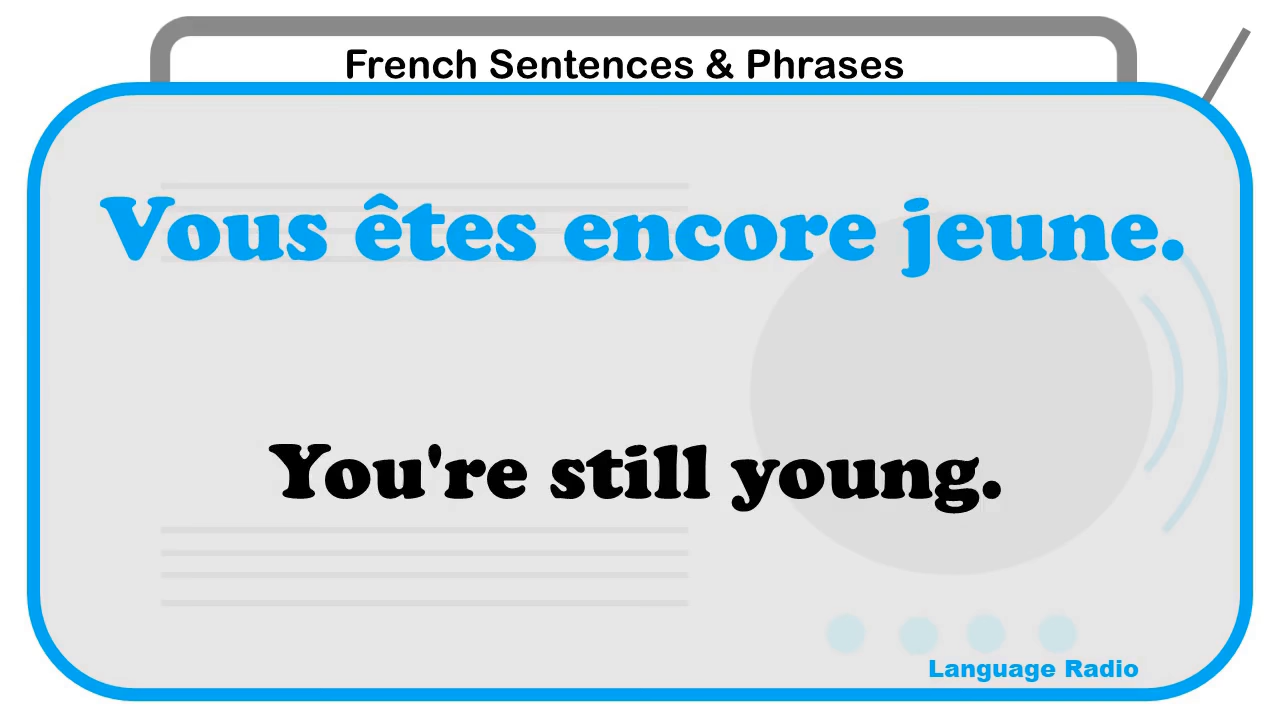 French Sentences & Phrases
Vous êtes encore jeune.
You're still young.
Language Radio